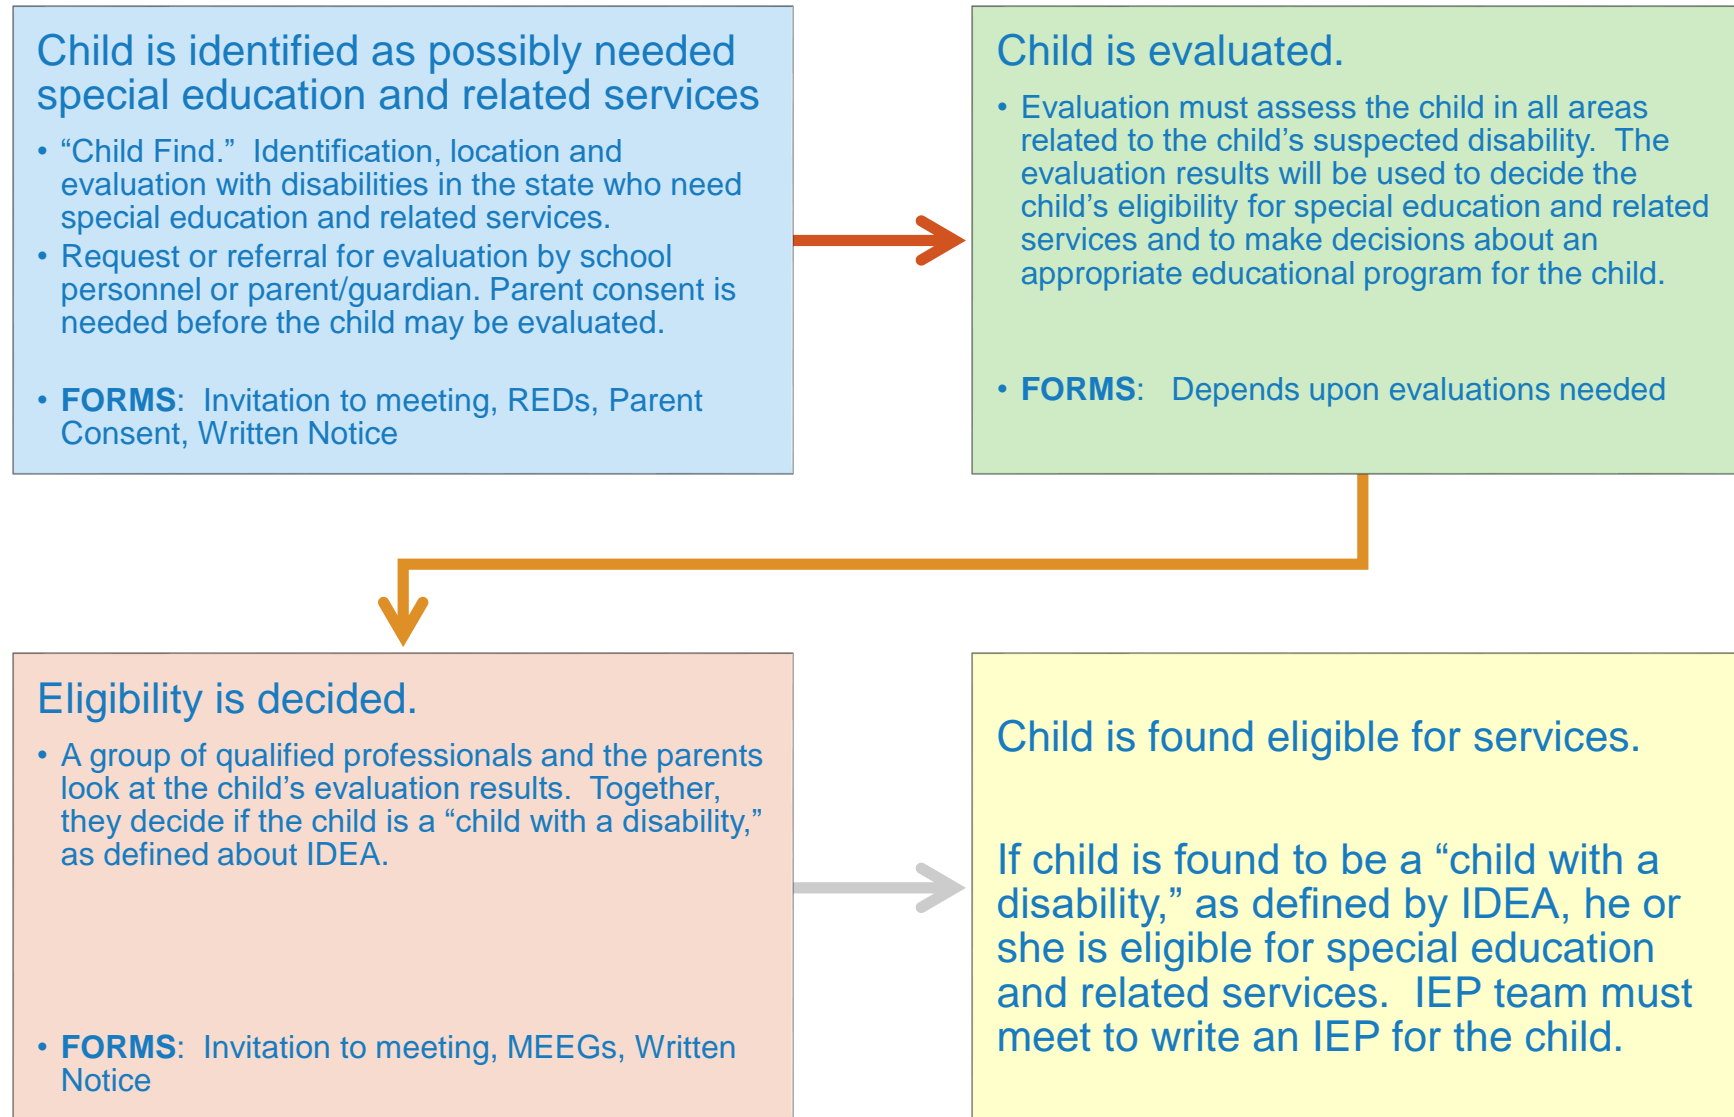 Child is identified as possibly needed
special education and related services
• “Child Find.”  Identification, location and
evaluation with disabilities in the state who need
special education and related services.
• Request or referral for evaluation by school
personnel or parent/guardian. Parent consent is
needed before the child may be evaluated.
• FORMS:  Invitation to meeting, REDs, Parent
Consent, Written Notice
Child is evaluated.
• Evaluation must assess the child in all areas
related to the child’s suspected disability.  The
evaluation results will be used to decide the
child’s eligibility for special education and related
services and to make decisions about an
appropriate educational program for the child.
• FORMS:   Depends upon evaluations needed
Eligibility is decided.
• A group of qualified professionals and the parents
look at the child’s evaluation results.  Together,
they decide if the child is a “child with a disability,”
as defined about IDEA.
• FORMS:  Invitation to meeting, MEEGs, Written
Notice
Child is found eligible for services.
If child is found to be a “child with a
disability,” as defined by IDEA, he or
she is eligible for special education
and related services.  IEP team must
meet to write an IEP for the child.